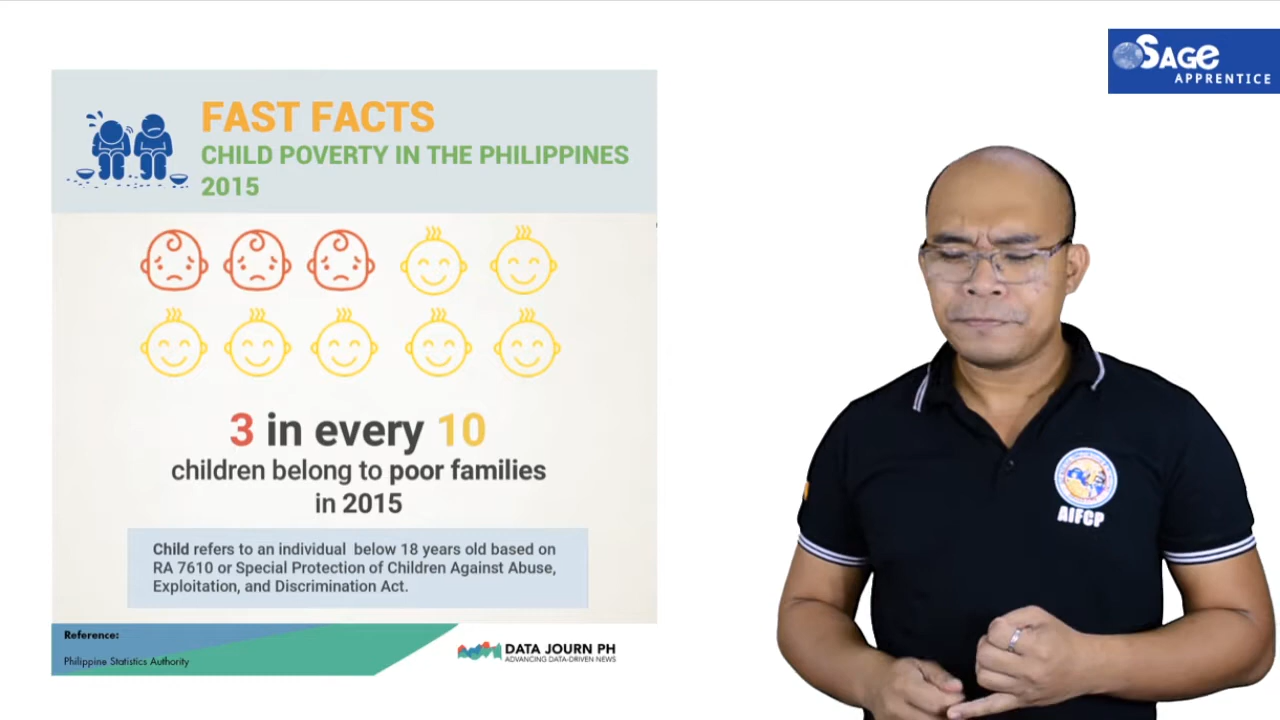 SAGE
APPRENTICE
FAST FACTS
CHILD POVERTY IN THE PHILIPPINES
2015
3 in every 10
children belong to poor families
in 2015
Child refers to an individual below 18 years old based on
RA 7610 or Special Protection of Children Against Abuse,
Exploitation, and Discrimination Act.
Reference:
Philippine Statistics Authority
DATA JOURN PH
ADVANCING DATA-DRIVEN NEWS
AIFCP